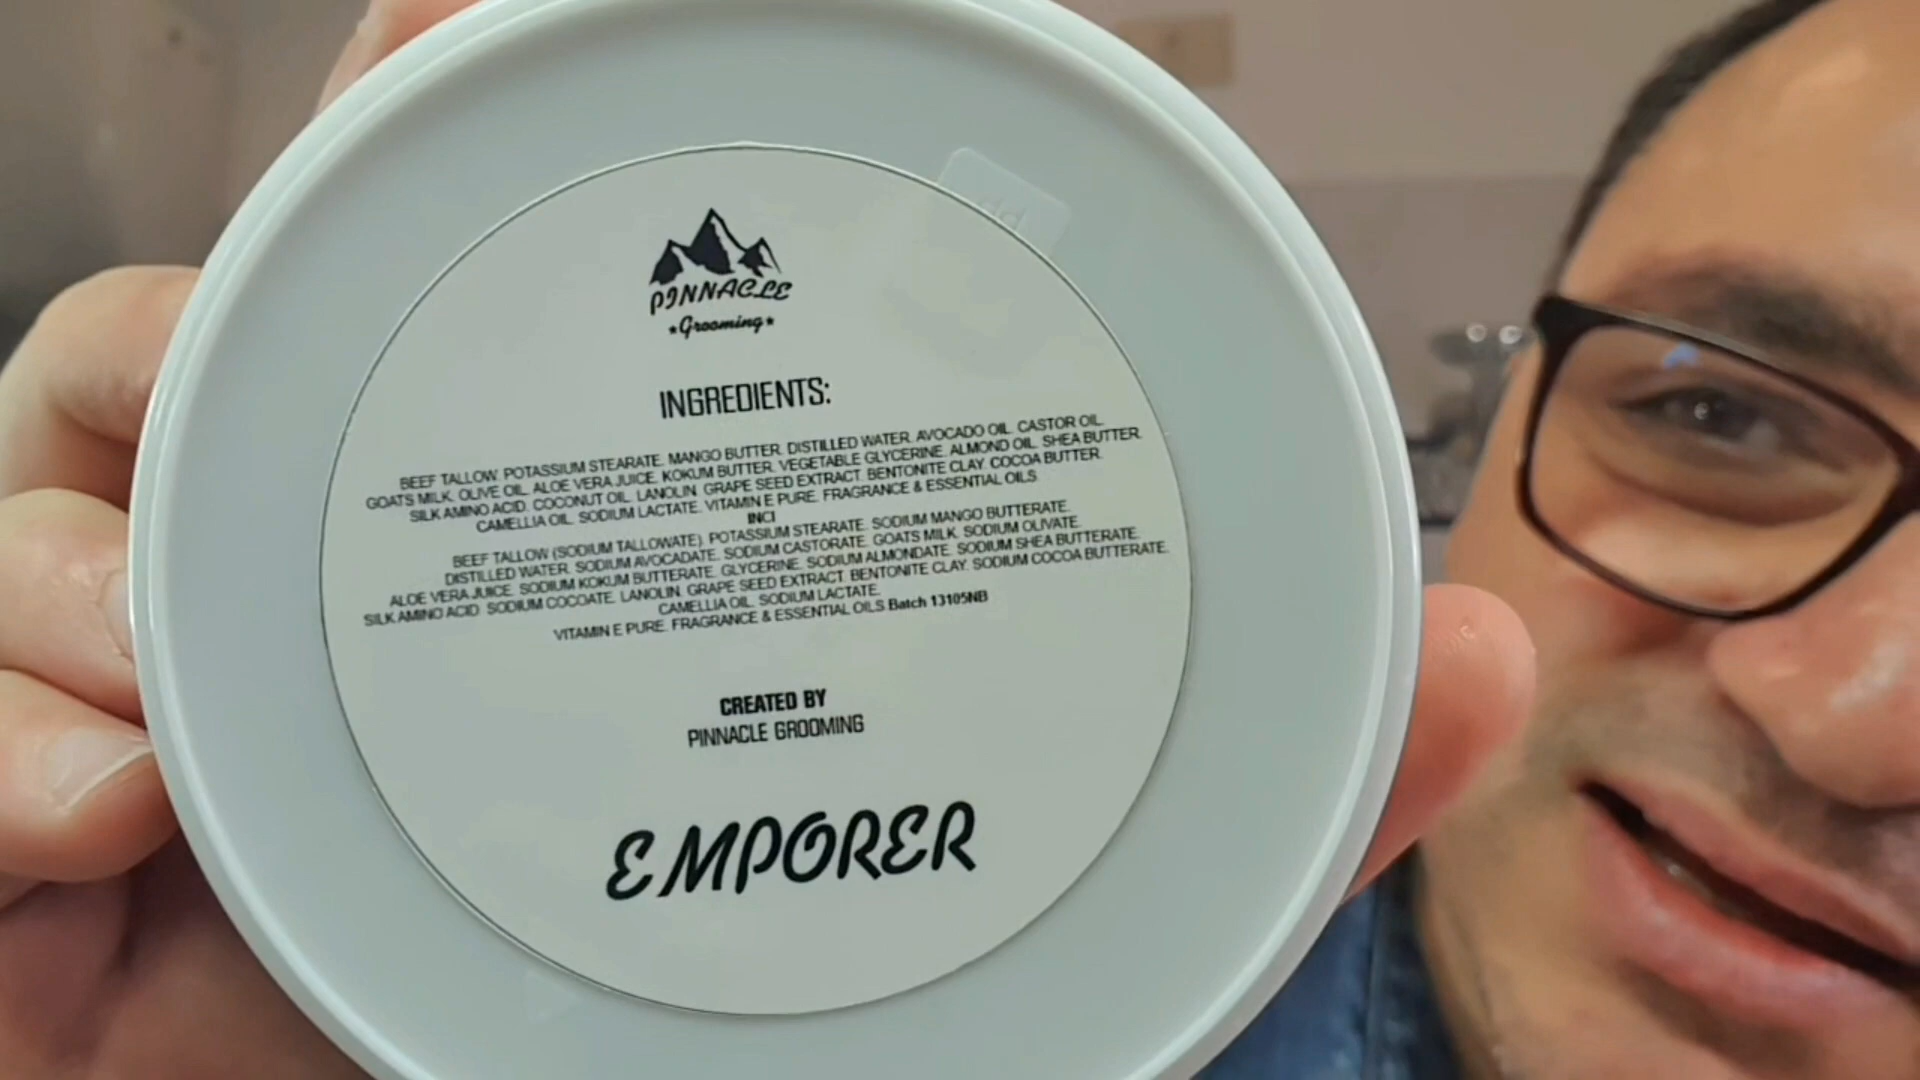 PINNACLE
★Grooming★
INGREDIENTS:
BEEF TALLOW. POTASSIUM STEARATE. MANGO BUTTER. DISTILLED WATER. AVOCADO OIL. CASTOR OIL.
GOATS MILK. OLIVE OIL. ALOE VERA JUICE. KOKUM BUTTER. VEGETABLE GLYCERINE. ALMOND OIL. SHEA BUTTER.
SILK AMINO ACID. COCONUT OIL. LANOLIN. GRAPE SEED EXTRACT. BENTONITE CLAY. COCOA BUTTER.
CAMELLIA OIL. SODIUM LACTATE. VITAMIN E PURE. FRAGRANCE & ESSENTIAL OILS
INCI
BEEF TALLOW (SODIUM TALLOWATE). POTASSIUM STEARATE. SODIUM MANGO BUTTERATE.
DISTILLED WATER. SODIUM AVOCADATE. SODIUM CASTORATE. GOATS MILK. SODIUM OLIVATE.
ALOE VERA JUICE. SODIUM KOKUM BUTTERATE. GLYCERINE. SODIUM ALMONDATE. SODIUM SHEA BUTTERATE.
SILK AMINO ACID. SODIUM COCOATE. LANOLIN. GRAPE SEED EXTRACT. BENTONITE CLAY. SODIUM COCOA BUTTERATE.
CAMELLIA OIL. SODIUM LACTATE.
VITAMIN E PURE. FRAGRANCE & ESSENTIAL OILS Batch 13105NB
CREATED BY
PINNACLE GROOMING
EMPORER